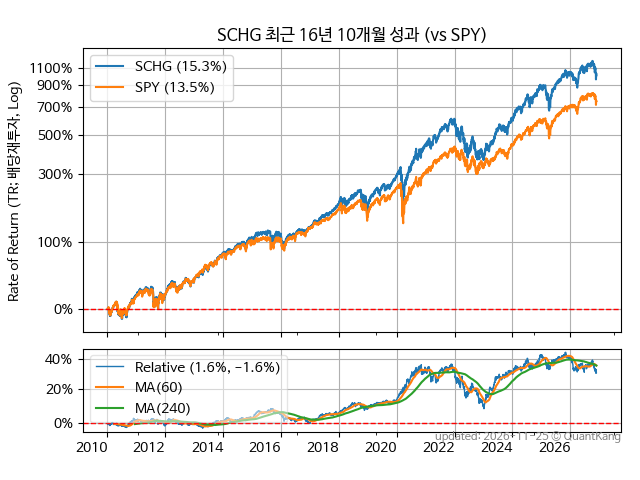 SCHG 최근 16년 10개월 성과 (vs SPY)
Rate of Return (TR; 배당재투자, Log)
1100%
900%
700%
500%
300%
100%
0%
SCHG (15.3%)
SPY (13.5%)
40%
20%
0%
Relative (1.6%, −1.6%)
MA(60)
MA(240)
2010 2012 2014 2016 2018 2020 2022 2024 2026
updated: 2026-11-25 © QuantKang